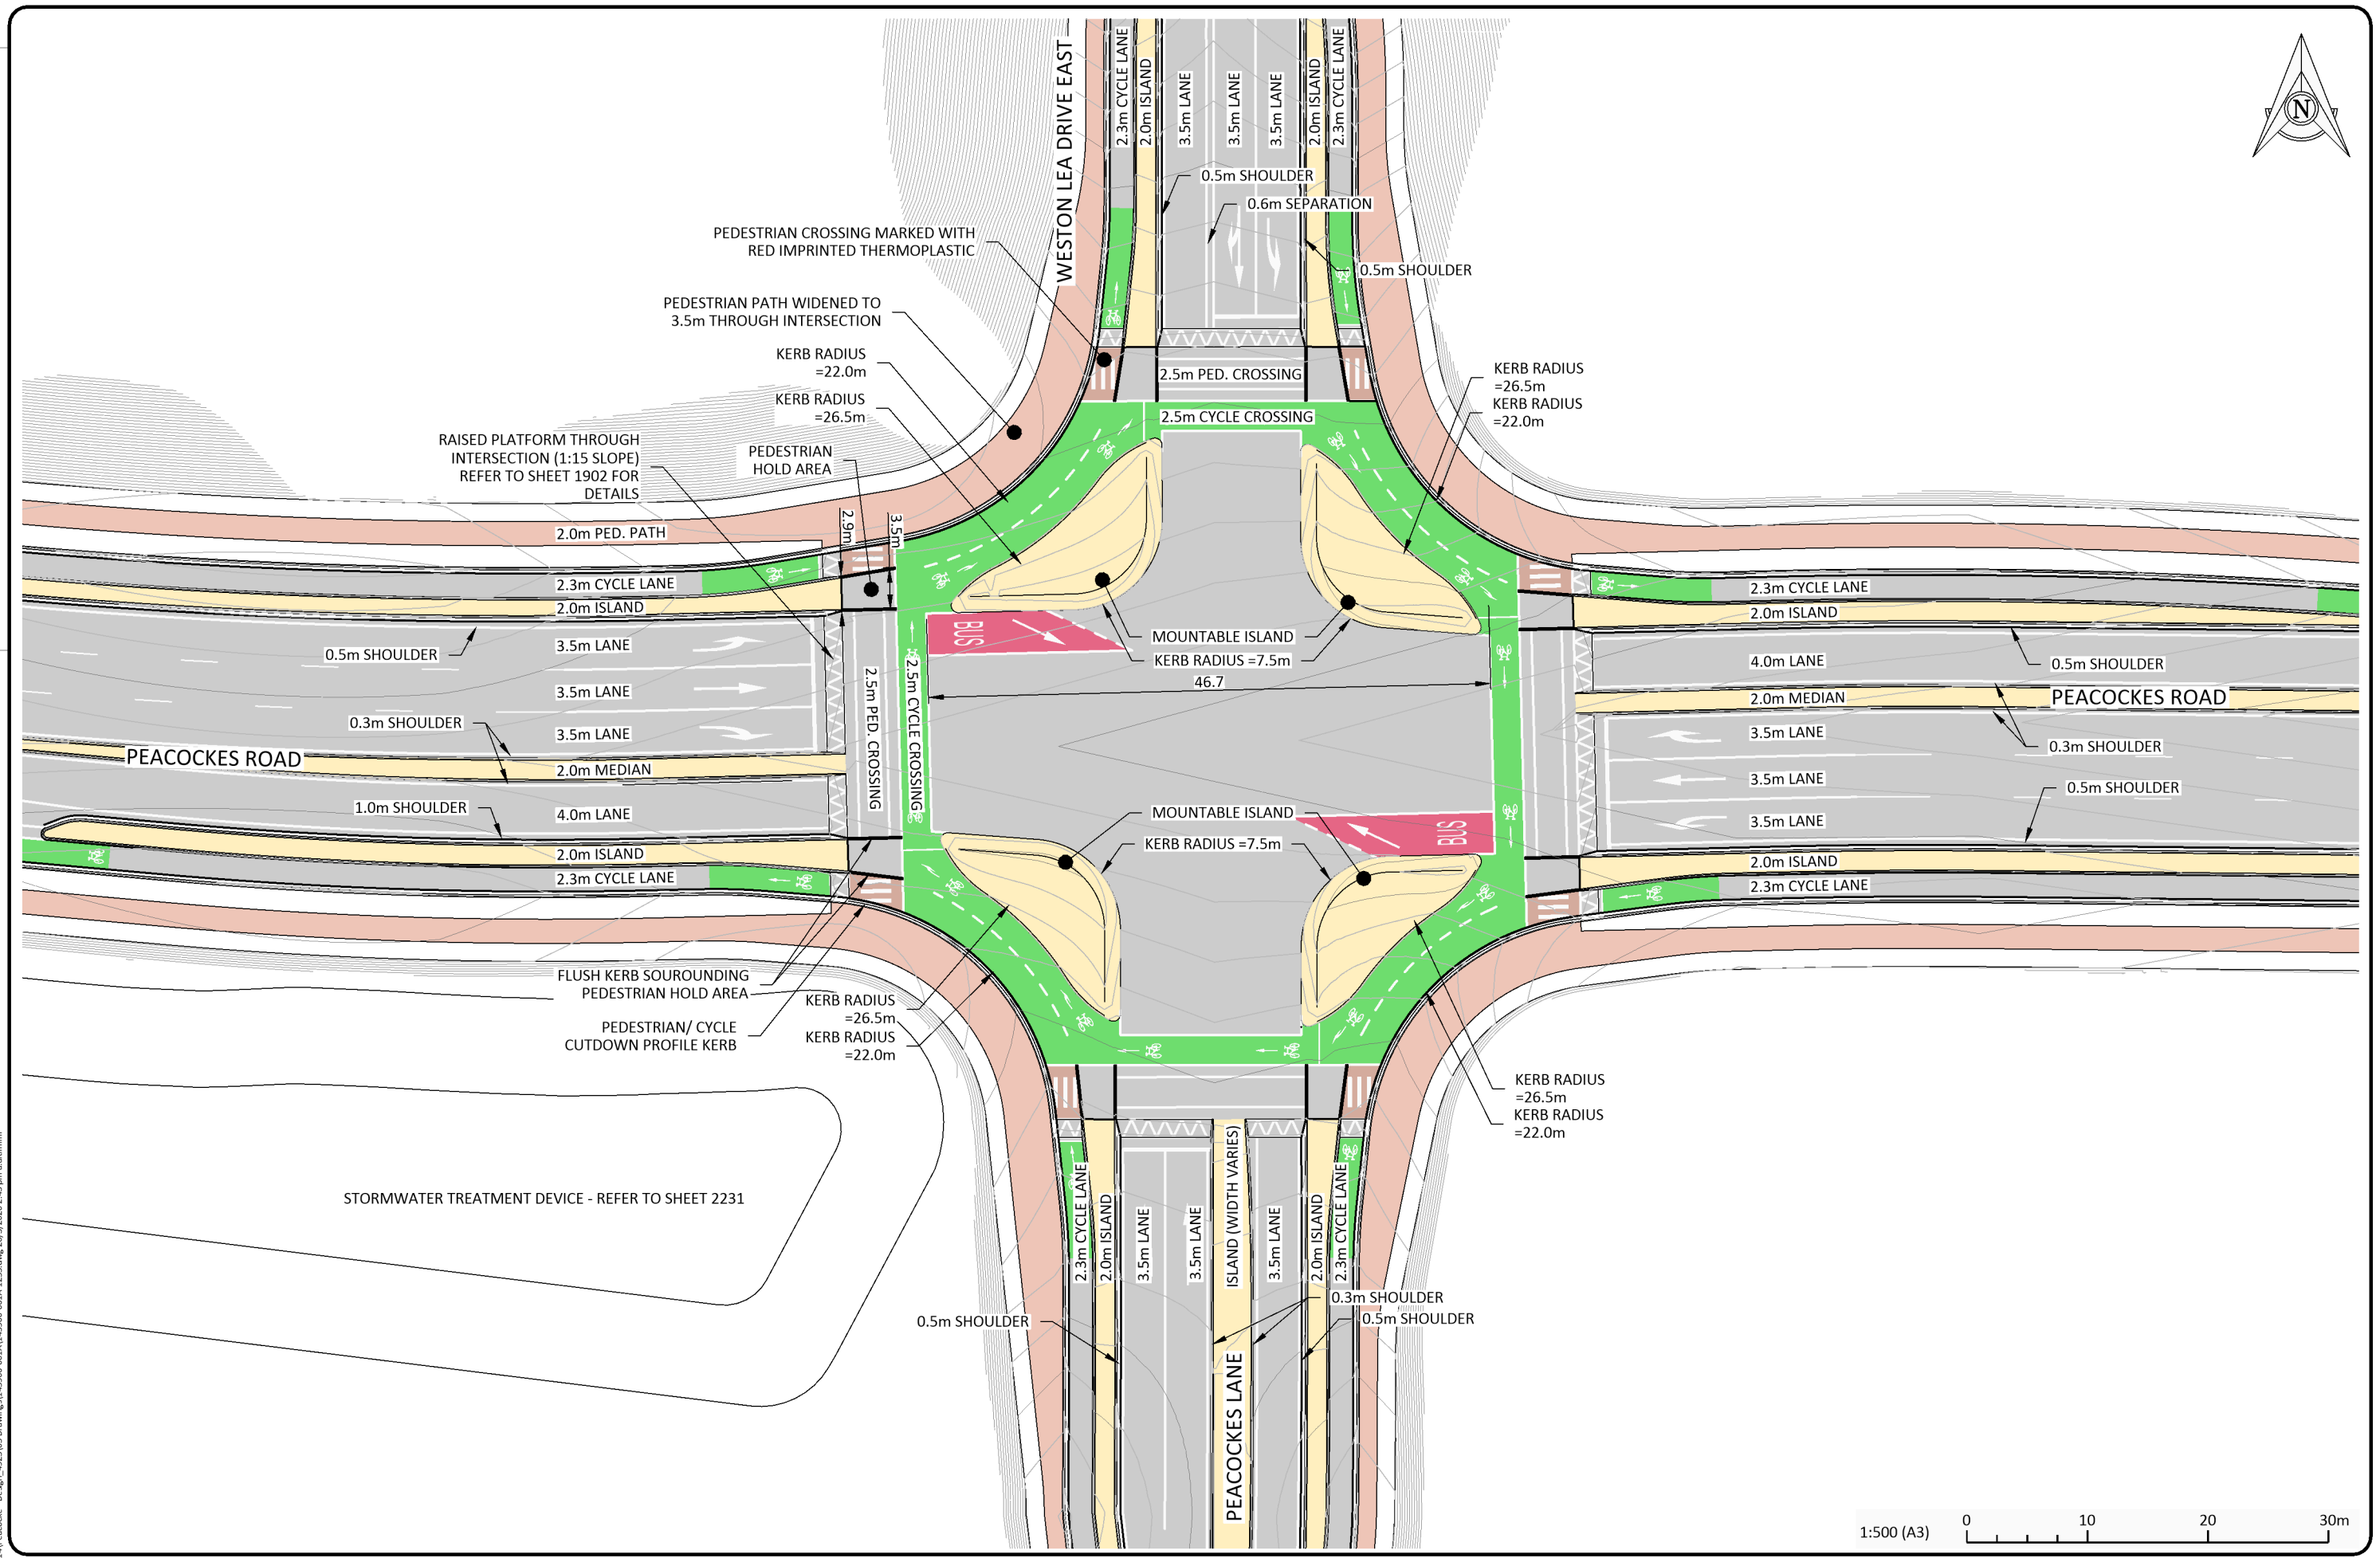 WESTON LEA DRIVE EAST
2.3m CYCLE LANE
2.0m ISLAND
3.5m LANE
3.5m LANE
3.5m LANE
2.0m ISLAND
2.3m CYCLE LANE
N
0.5m SHOULDER
0.6m SEPARATION
0.5m SHOULDER
PEDESTRIAN CROSSING MARKED WITH
RED IMPRINTED THERMOPLASTIC
PEDESTRIAN PATH WIDENED TO
3.5m THROUGH INTERSECTION
KERB RADIUS
=22.0m
KERB RADIUS
=26.5m
RAISED PLATFORM THROUGH
INTERSECTION (1:15 SLOPE)
REFER TO SHEET 1902 FOR
DETAILS
PEDESTRIAN
HOLD AREA
2.5m PED. CROSSING
2.5m CYCLE CROSSING
KERB RADIUS
=26.5m
KERB RADIUS
=22.0m
2.9m
3.5m
2.0m PED. PATH
2.3m CYCLE LANE
2.0m ISLAND
0.5m SHOULDER
3.5m LANE
3.5m LANE
0.3m SHOULDER
3.5m LANE
PEACOCKES ROAD
2.0m MEDIAN
1.0m SHOULDER
4.0m LANE
2.0m ISLAND
2.3m CYCLE LANE
2.5m PED. CROSSING
2.5m CYCLE CROSSING
BUS
MOUNTABLE ISLAND
KERB RADIUS =7.5m
46.7
MOUNTABLE ISLAND
KERB RADIUS =7.5m
BUS
2.3m CYCLE LANE
2.0m ISLAND
4.0m LANE
0.5m SHOULDER
2.0m MEDIAN
PEACOCKES ROAD
3.5m LANE
0.3m SHOULDER
3.5m LANE
0.5m SHOULDER
3.5m LANE
2.0m ISLAND
2.3m CYCLE LANE
FLUSH KERB SOUROUNDING
PEDESTRIAN HOLD AREA
PEDESTRIAN/ CYCLE
CUTDOWN PROFILE KERB
KERB RADIUS
=26.5m
KERB RADIUS
=22.0m
KERB RADIUS
=26.5m
KERB RADIUS
=22.0m
STORMWATER TREATMENT DEVICE - REFER TO SHEET 2231
2.3m CYCLE LANE
2.0m ISLAND
3.5m LANE
3.5m LANE
ISLAND (WIDTH VARIES)
3.5m LANE
2.0m ISLAND
2.3m CYCLE LANE
0.5m SHOULDER
0.3m SHOULDER
0.5m SHOULDER
PEACOCKES LANE
1:500 (A3)
0 10 20 30m